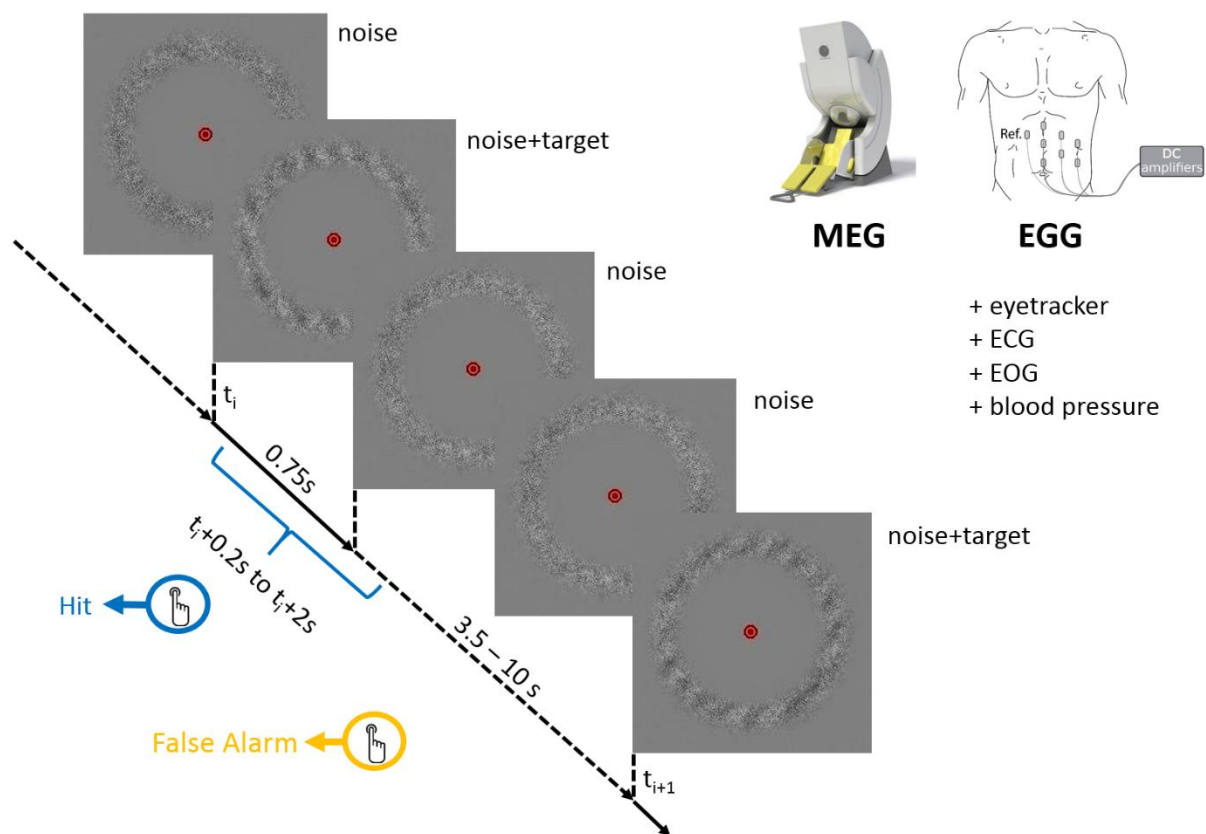 noise
noise+target
noise
noise
noise+target
Ref.
DC
amplifiers
MEG
EGG
+ eyetracker
+ ECG
+ EOG
+ blood pressure
tᵢ
0.75s
tᵢ+0.2s to tᵢ+2s
Hit
3.5 – 10 s
False Alarm
tᵢ₊₁